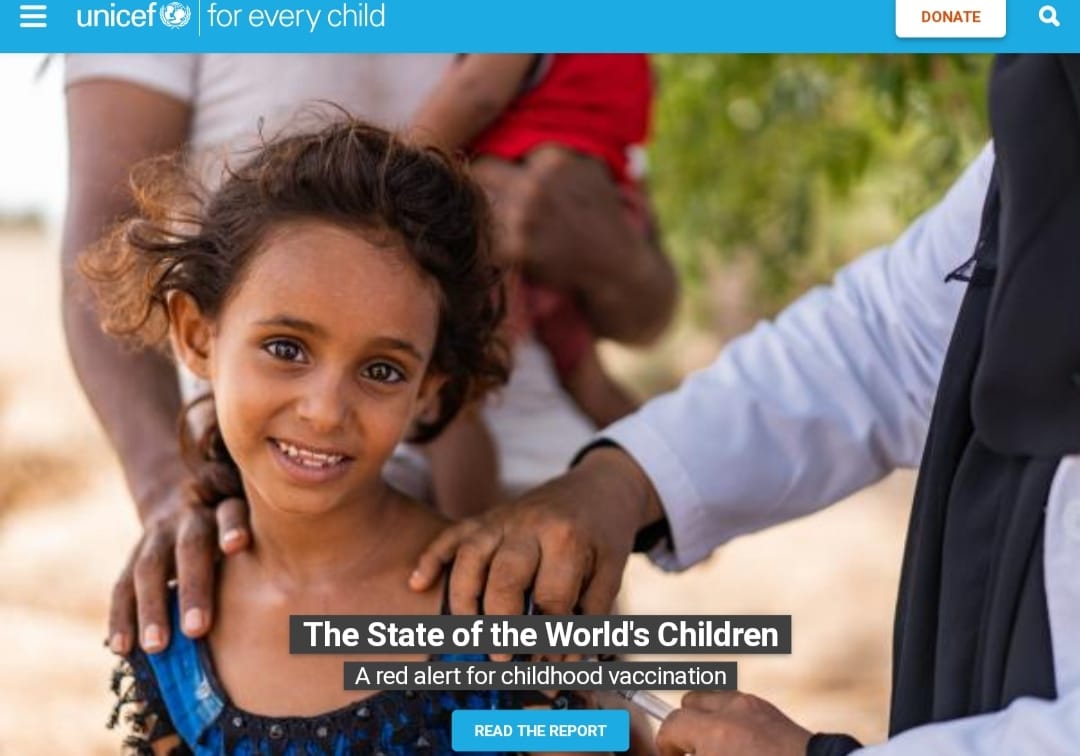 unicef for every child
DONATE
The State of the World's Children
A red alert for childhood vaccination
READ THE REPORT